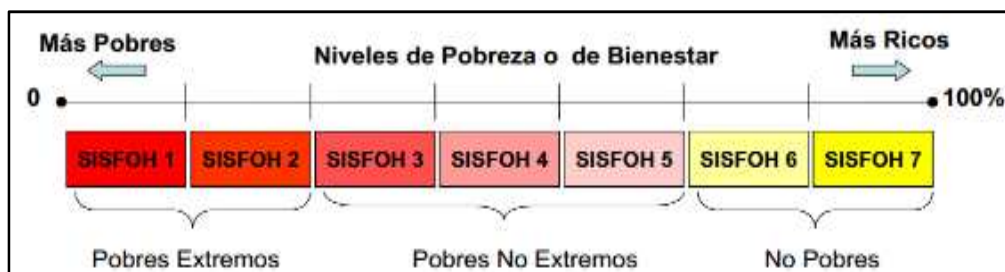 Más Pobres
Niveles de Pobreza o de Bienestar
Más Ricos
0
100%
SISFOH 1
SISFOH 2
SISFOH 3
SISFOH 4
SISFOH 5
SISFOH 6
SISFOH 7
Pobres Extremos
Pobres No Extremos
No Pobres